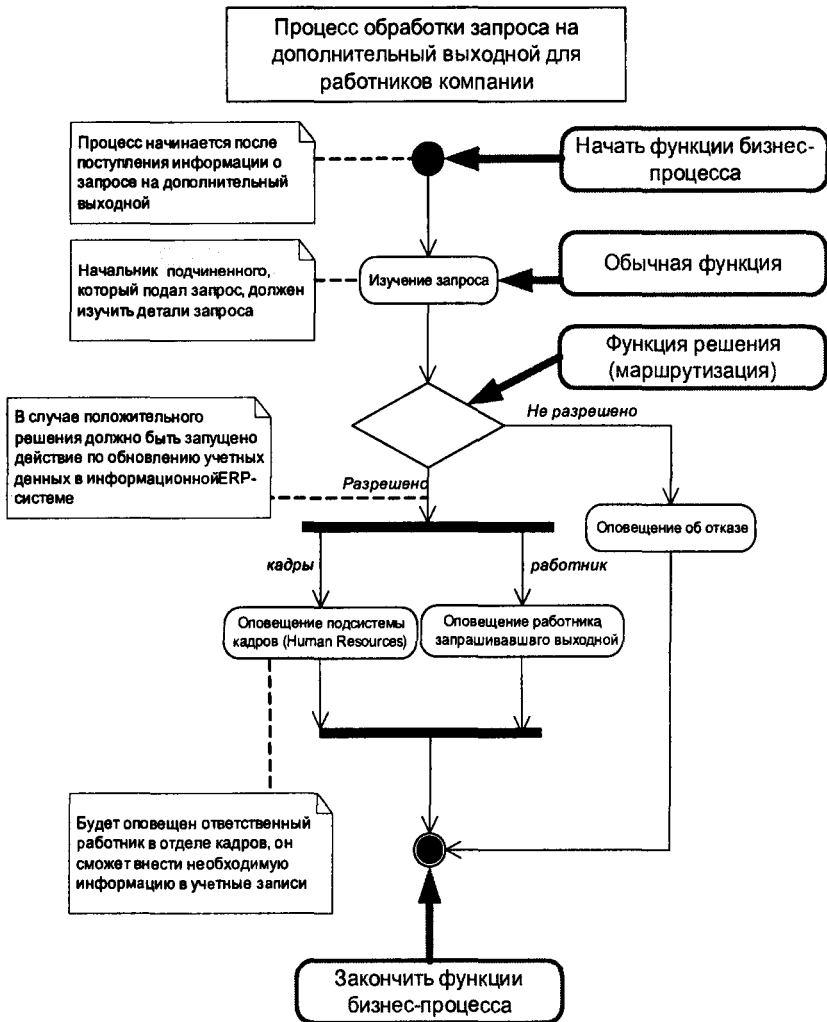 Процесс обработки запроса на
дополнительный выходной для
работников компании
Процесс начинается после
поступления информации о
запросе на дополнительный
выходной
Начать функции бизнес-
процесса
Начальник подчиненного,
который подал запрос, должен
изучить детали запроса
Изучение запроса
Обычная функция
Функция решения
(маршрутизация)
В случае положительного
решения должно быть запущено
действие по обновлению учетных
денных в информационнойERP-
системе
Не разрешено
Разрешено
Оповещение об отказе
кадры
работник
Оповещение подсистемы
кадров (Human Resources)
Оповещение работника,
запрашивавшвго выходной
Будет оповещен ответственный
работник в отделе кадров, он
сможет внести необходимую
информацию в учетные записи
Закончить функции
бизнес-процесса